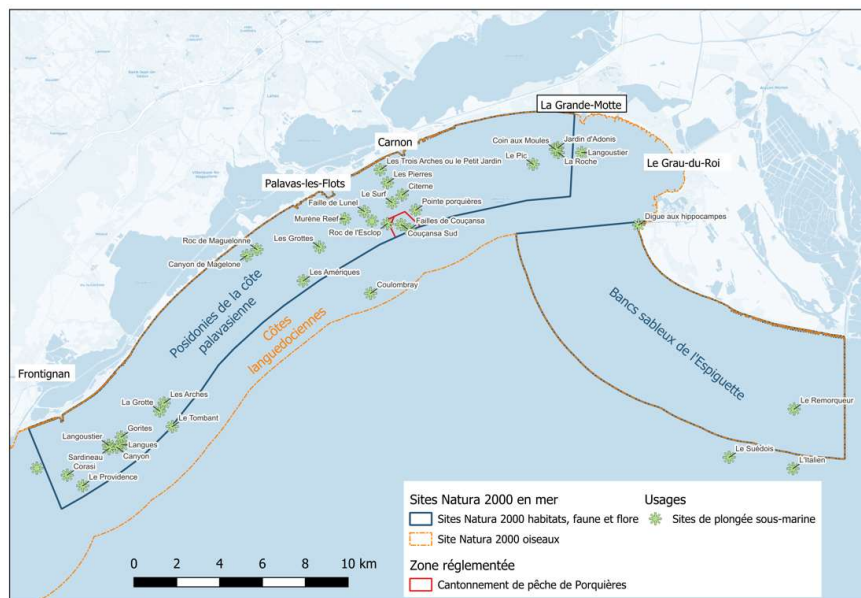 La Grande-Motte
Coin aux Moules
Jardin d'Adonis
Langoustier
Le Pic
La Roche
Le Grau-du-Roi
Carnon
Les Trois Arches ou le Petit Jardin
Les Pierres
Palavas-les-Flots
Citerne
Le Surf
Faille de Lunel
Pointe porquières
Murène Reef
Failles de Couçansa
Digue aux hippocampes
Roc de l'Esclop
Couçansa Sud
Roc de Maguelonne
Les Grottes
Canyon de Magelone
Les Amériques
Coulombray
Posidonies de la côte
palavasienne
Côtes
languedociennes
Bancs sableux de l'Espiguette
Frontignan
Les Arches
La Grotte
Le Tombant
Le Remorqueur
Gorites
Langoustier
Langues
Sardineau
Canyon
Corasi
Le Providence
Le Suédois
L'Italien
Sites Natura 2000 en mer
Sites Natura 2000 habitats, faune et flore
Site Natura 2000 oiseaux
Zone réglementée
Cantonnement de pêche de Porquières
Usages
Sites de plongée sous-marine
0 2 4 6 8 10 km